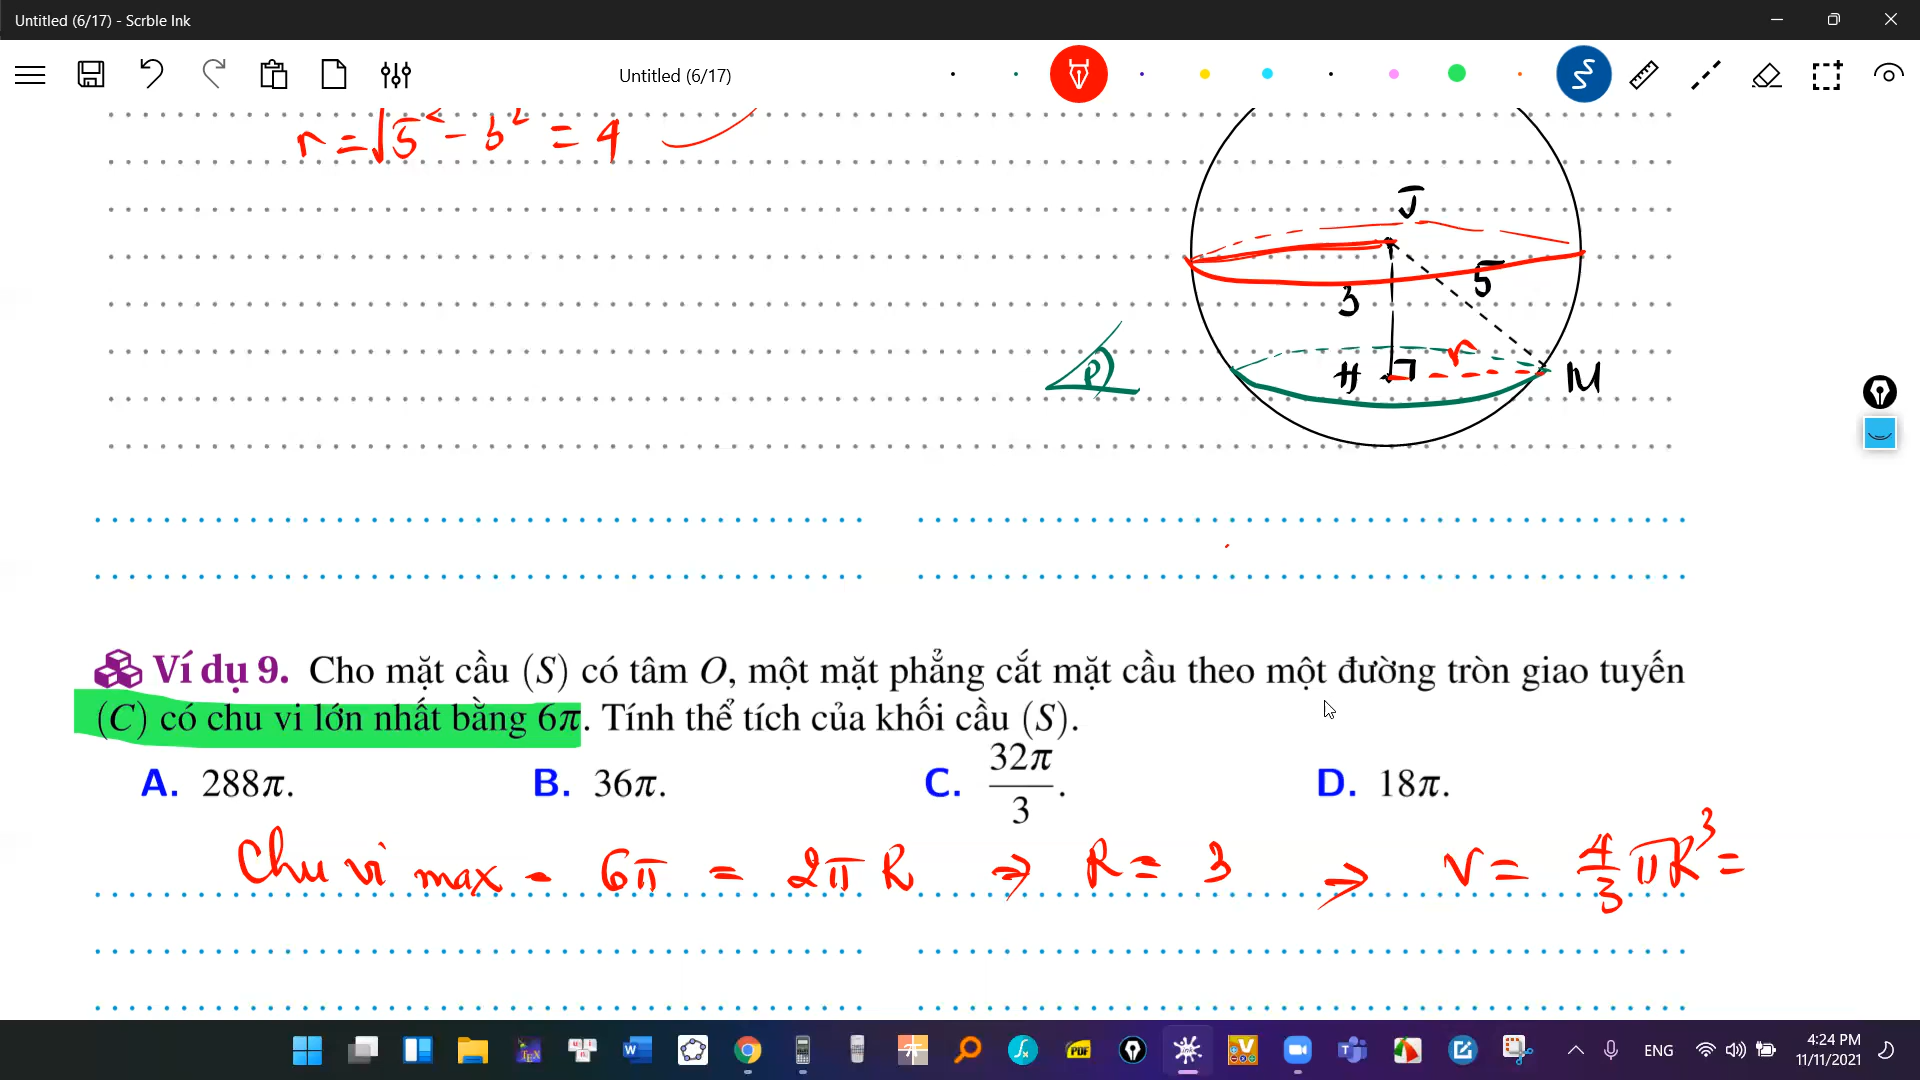 Untitled (6/17) - Scrble Ink
Untitled (6/17)
r = √5² - 3² = 4
J
3
5
r
(P)
H
M
Ví dụ 9. Cho mặt cầu (S) có tâm O, một mặt phẳng cắt mặt cầu theo một đường tròn giao tuyến
(C) có chu vi lớn nhất bằng 6π. Tính thể tích của khối cầu (S).
A. 288π. B. 36π. C. 32π/3. D. 18π.
Chu vi max = 6π = 2πR ⇒ R = 3 ⇒ V = 4/3 πR³ =
ENG
4:24 PM
11/11/2021